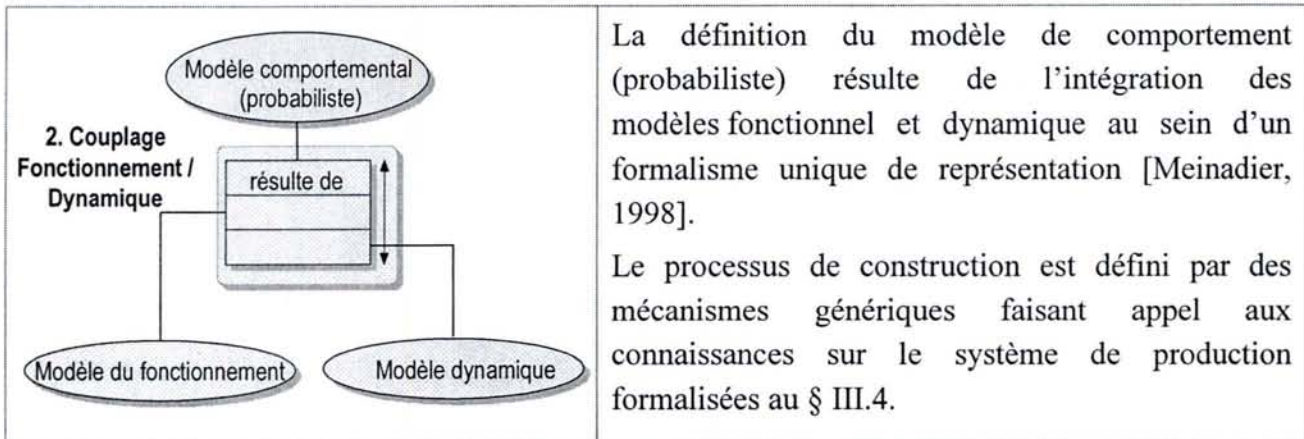 Modèle comportemental
(probabiliste)
2. Couplage
Fonctionnement /
Dynamique
résulte de
Modèle du fonctionnement
Modèle dynamique
La définition du modèle de comportement
(probabiliste) résulte de l'intégration des
modèles fonctionnel et dynamique au sein d'un
formalisme unique de représentation [Meinadier,
1998].
Le processus de construction est défini par des
mécanismes génériques faisant appel aux
connaissances sur le système de production
formalisées au § III.4.